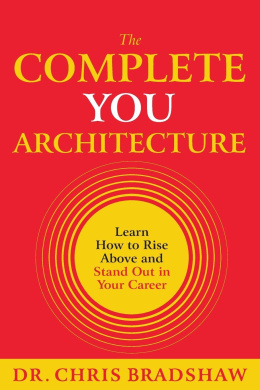 The
COMPLETE
YOU
ARCHITECTURE
Learn
How to Rise
Above and
Stand Out in
Your Career
DR. CHRIS BRADSHAW